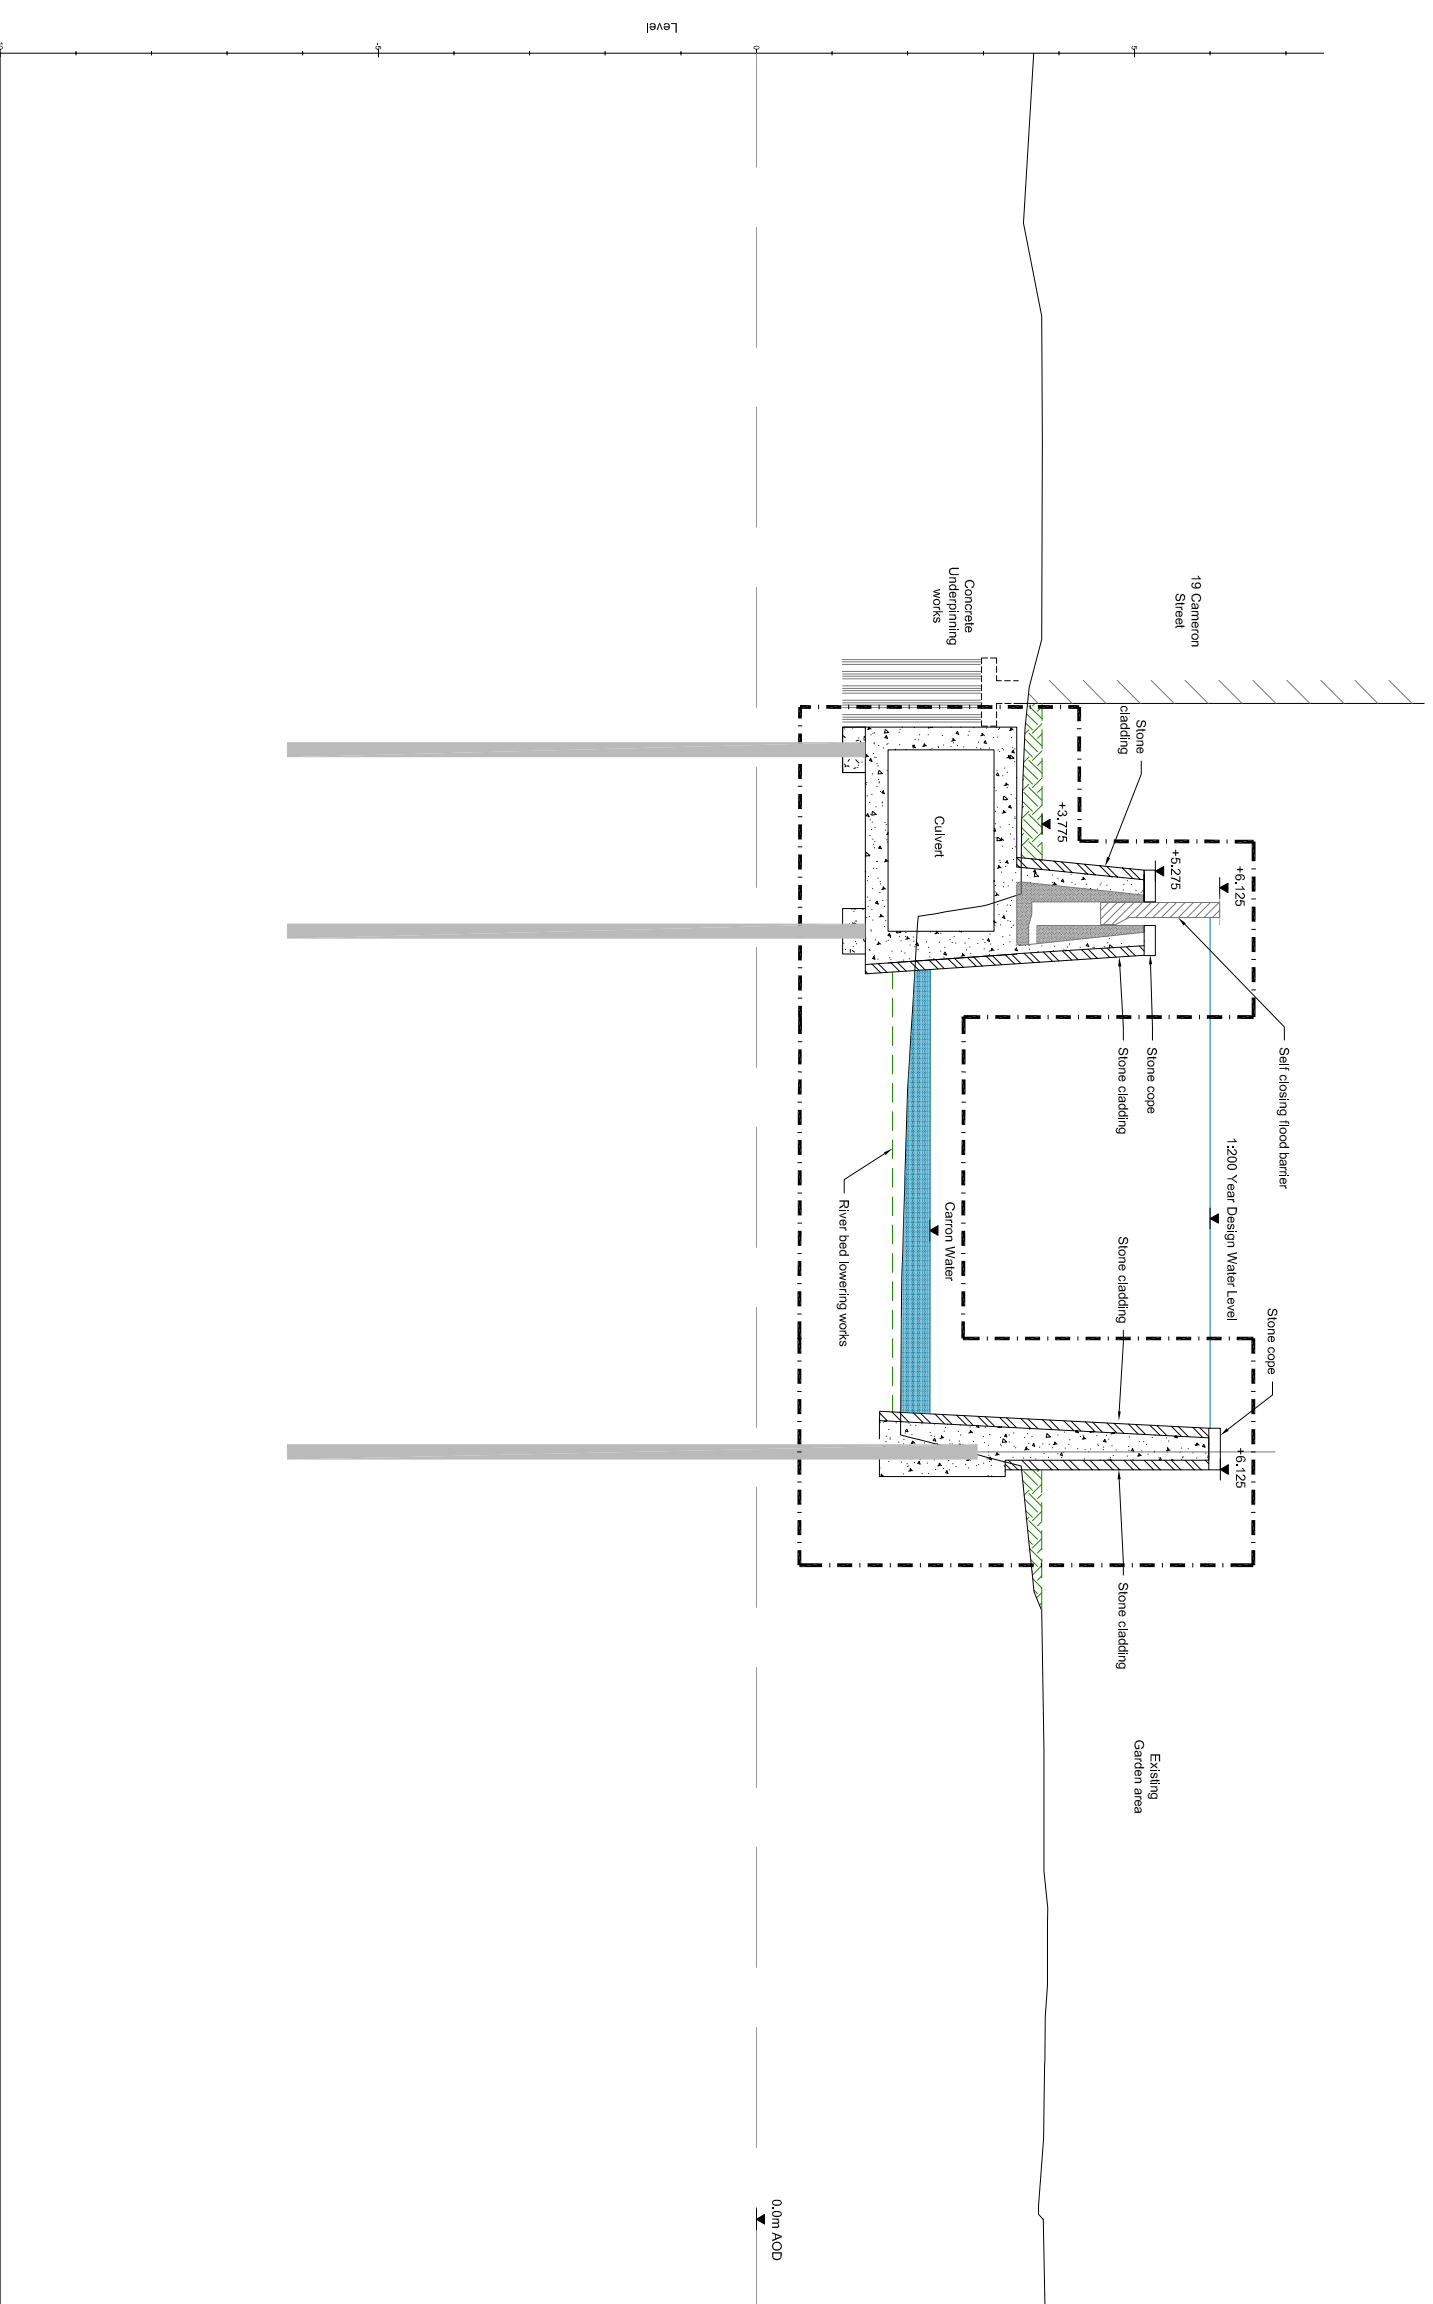 Level
0
5
19 Cameron
Street
Concrete
Underpinning
works
Stone
cladding
+3.775
+5.275
+6.125
Culvert
Self closing flood barrier
Stone cope
Stone cladding
1:200 Year Design Water Level
Carron Water
River bed lowering works
Stone cladding
Stone cope
+6.125
Stone cladding
Existing
Garden area
0.0m AOD